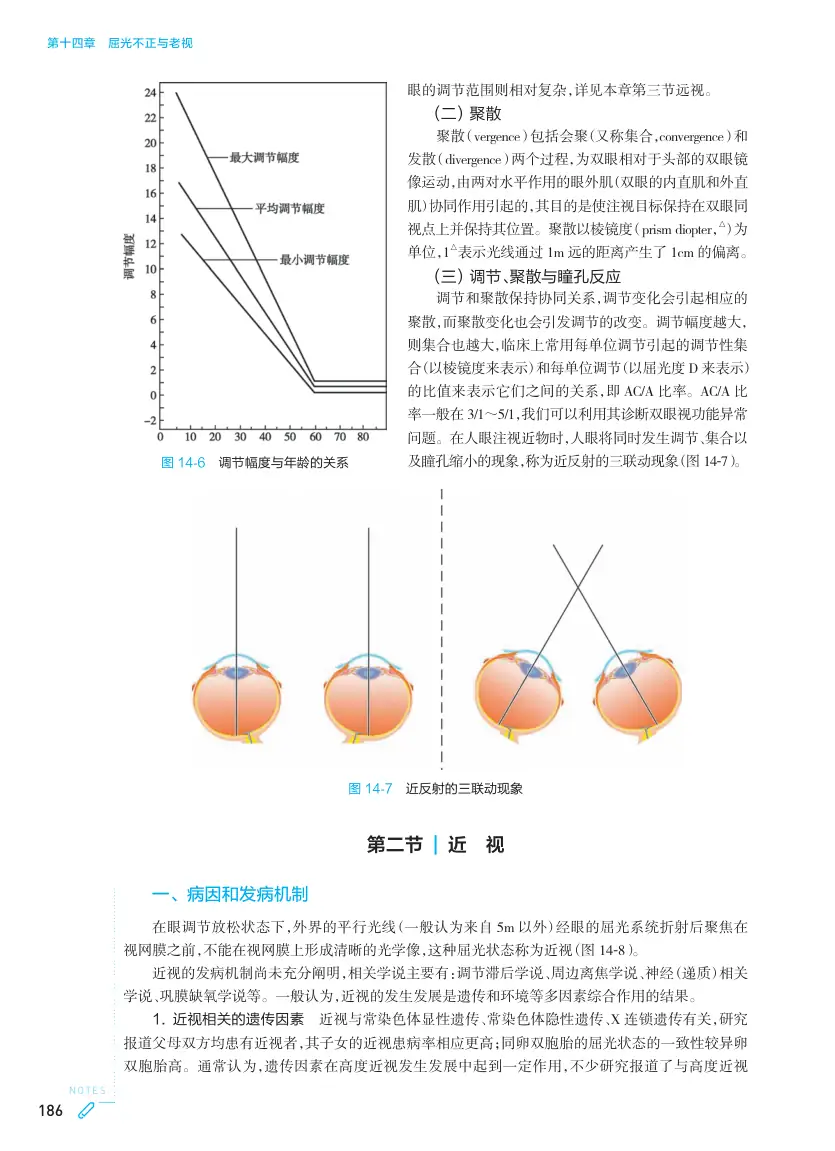 第十四章 屈光不正与老视
24
22
20
18
16
14
12
10
8
6
4
2
0
−2
调节幅度
最大调节幅度
平均调节幅度
最小调节幅度
0 10 20 30 40 50 60 70 80
图 14-6 调节幅度与年龄的关系
眼的调节范围则相对复杂,详见本章第三节远视。
(二) 聚散
聚散(vergence)包括会聚(又称集合,convergence)和
发散(divergence)两个过程,为双眼相对于头部的双眼镜
像运动,由两对水平作用的眼外肌(双眼的内直肌和外直
肌)协同作用引起的,其目的是使注视目标保持在双眼同
视点上并保持其位置。聚散以棱镜度(prism diopter,△)为
单位,1△表示光线通过 1m 远的距离产生了 1cm 的偏离。
(三) 调节、聚散与瞳孔反应
调节和聚散保持协同关系,调节变化会引起相应的
聚散,而聚散变化也会引发调节的改变。调节幅度越大,
则集合也越大,临床上常用每单位调节引起的调节性集
合(以棱镜度来表示)和每单位调节(以屈光度 D 来表示)
的比值来表示它们之间的关系,即 AC/A 比率。AC/A 比
率一般在 3/1～5/1,我们可以利用其诊断双眼视功能异常
问题。在人眼注视近物时,人眼将同时发生调节、集合以
及瞳孔缩小的现象,称为近反射的三联动现象(图 14-7)。
图 14-7 近反射的三联动现象
第二节 | 近 视
一、病因和发病机制
在眼调节放松状态下,外界的平行光线(一般认为来自 5m 以外)经眼的屈光系统折射后聚焦在
视网膜之前,不能在视网膜上形成清晰的光学像,这种屈光状态称为近视(图 14-8)。
近视的发病机制尚未充分阐明,相关学说主要有:调节滞后学说、周边离焦学说、神经(递质)相关
学说、巩膜缺氧学说等。一般认为,近视的发生发展是遗传和环境等多因素综合作用的结果。
1. 近视相关的遗传因素 近视与常染色体显性遗传、常染色体隐性遗传、X 连锁遗传有关,研究
报道父母双方均患有近视者,其子女的近视患病率相应更高;同卵双胞胎的屈光状态的一致性较异卵
双胞胎高。通常认为,遗传因素在高度近视发生发展中起到一定作用,不少研究报道了与高度近视
NOTES
186